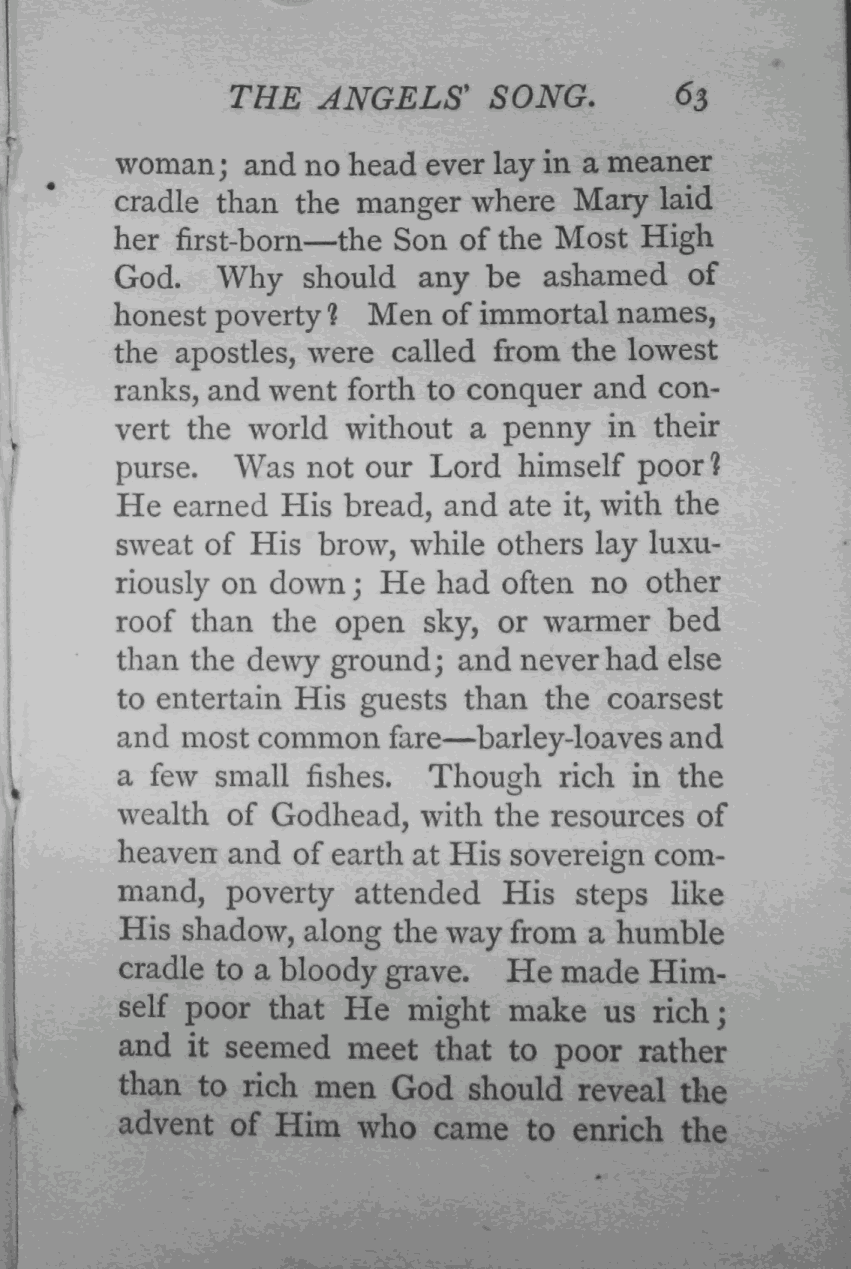 THE ANGELS' SONG. 63
woman; and no head ever lay in a meaner
cradle than the manger where Mary laid
her first-born—the Son of the Most High
God. Why should any be ashamed of
honest poverty? Men of immortal names,
the apostles, were called from the lowest
ranks, and went forth to conquer and con-
vert the world without a penny in their
purse. Was not our Lord himself poor?
He earned His bread, and ate it, with the
sweat of His brow, while others lay luxu-
riously on down; He had often no other
roof than the open sky, or warmer bed
than the dewy ground; and never had else
to entertain His guests than the coarsest
and most common fare—barley-loaves and
a few small fishes. Though rich in the
wealth of Godhead, with the resources of
heaven and of earth at His sovereign com-
mand, poverty attended His steps like
His shadow, along the way from a humble
cradle to a bloody grave. He made Him-
self poor that He might make us rich;
and it seemed meet that to poor rather
than to rich men God should reveal the
advent of Him who came to enrich the